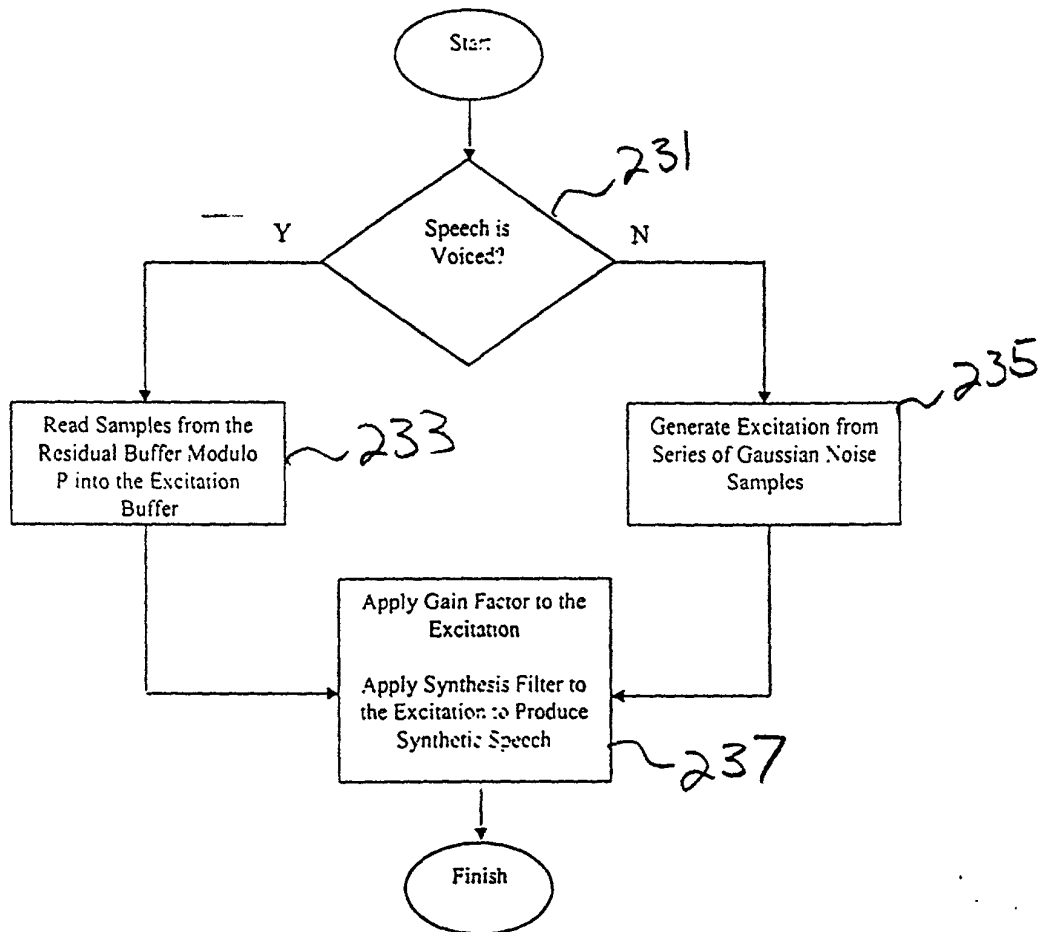 Start
231
Speech is
Voiced?
Y
N
233
235
Read Samples from the
Residual Buffer Modulo
P into the Excitation
Buffer
Generate Excitation from
Series of Gaussian Noise
Samples
Apply Gain Factor to the
Excitation
Apply Synthesis Filter to
the Excitation to Produce
Synthetic Speech
237
Finish